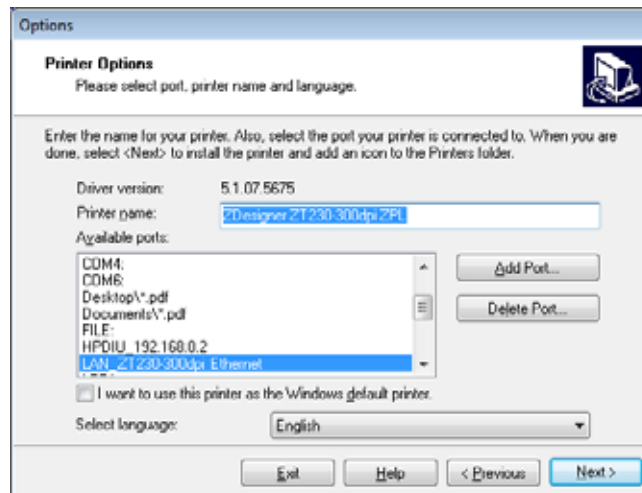 Options
Printer Options
Please select port, printer name and language.
Enter the name for your printer. Also, select the port your printer is connected to. When you are
done, select <Next> to install the printer and add an icon to the Printers folder.
Driver version: 5.1.07.5675
Printer name: ZDesigner ZT230-300dpi ZPL
Available ports:
COM4:
COM6:
Desktop\*.pdf
Documents\*.pdf
FILE:
HPDIU_192.168.0.2
LAN_ZT230-300dpi Ethernet
Add Port...
Delete Port...
I want to use this printer as the Windows default printer.
Select language: English
Exit Help < Previous Next >